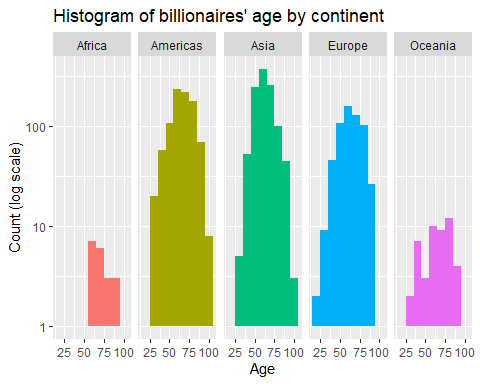 Histogram of billionaires' age by continent
Africa Americas Asia Europe Oceania
Count (log scale)
100
10
1
25 50 75 100 25 50 75 100 25 50 75 100 25 50 75 100 25 50 75 100
Age